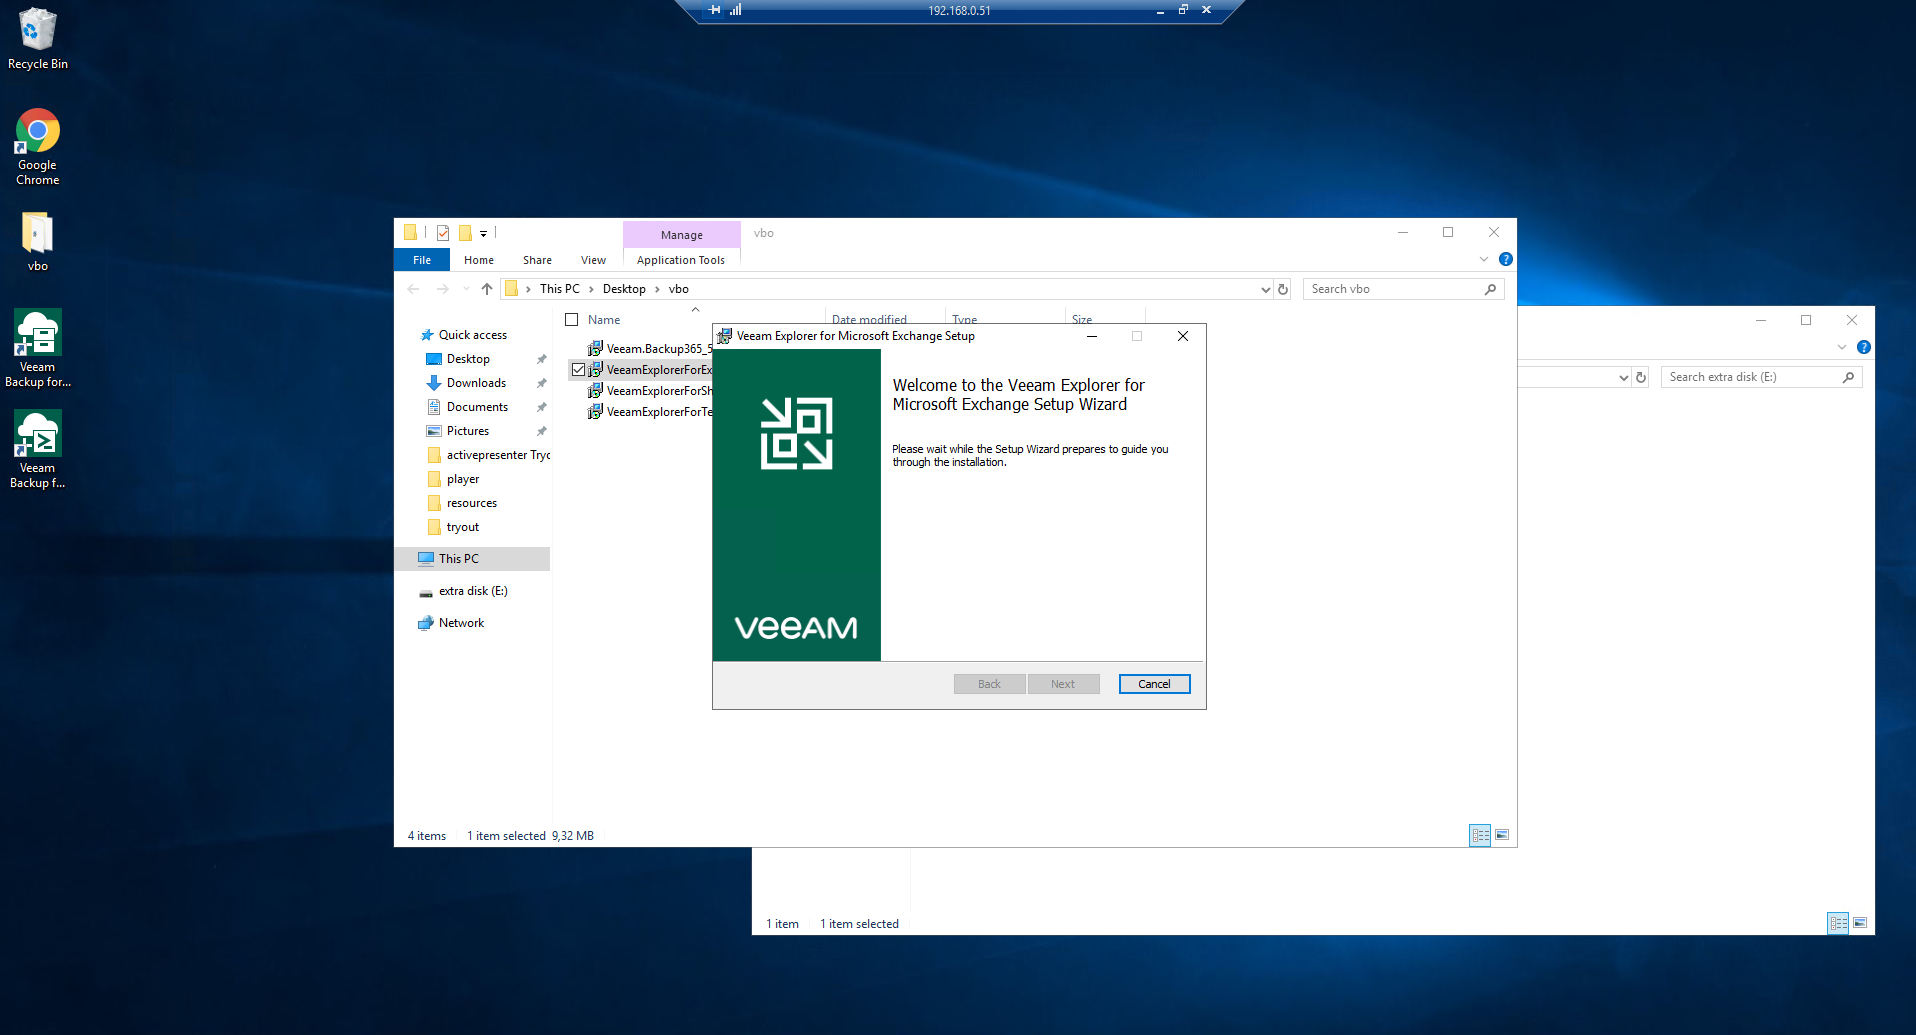 192.168.0.51
Recycle Bin
Google
Chrome
vbo
Veeam
Backup for...
Veeam
Backup f...
Manage
vbo
File
Home
Share
View
Application Tools
This PC
Desktop
vbo
Search vbo
Name
Date modified
Type
Size
Quick access
Desktop
Downloads
Documents
Pictures
activepresenter Tryo
player
resources
tryout
This PC
extra disk (E:)
Network
Veeam.Backup365_5
VeeamExplorerForEx
VeeamExplorerForSh
VeeamExplorerForTe
4 items
1 item selected 9,32 MB
Veeam Explorer for Microsoft Exchange Setup
Welcome to the Veeam Explorer for
Microsoft Exchange Setup Wizard
Please wait while the Setup Wizard prepares to guide you
through the installation.
VEEAM
Back
Next
Cancel
Search extra disk (E:)
1 item
1 item selected